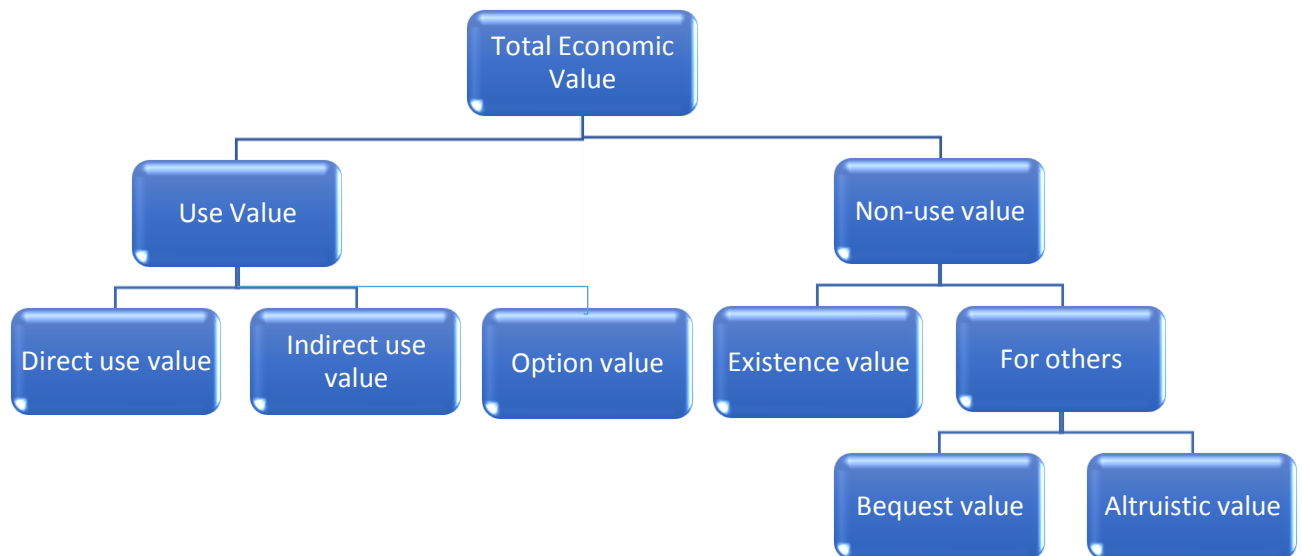 Total Economic
Value
Use Value
Non-use value
Direct use value
Indirect use
value
Option value
Existence value
For others
Bequest value
Altruistic value